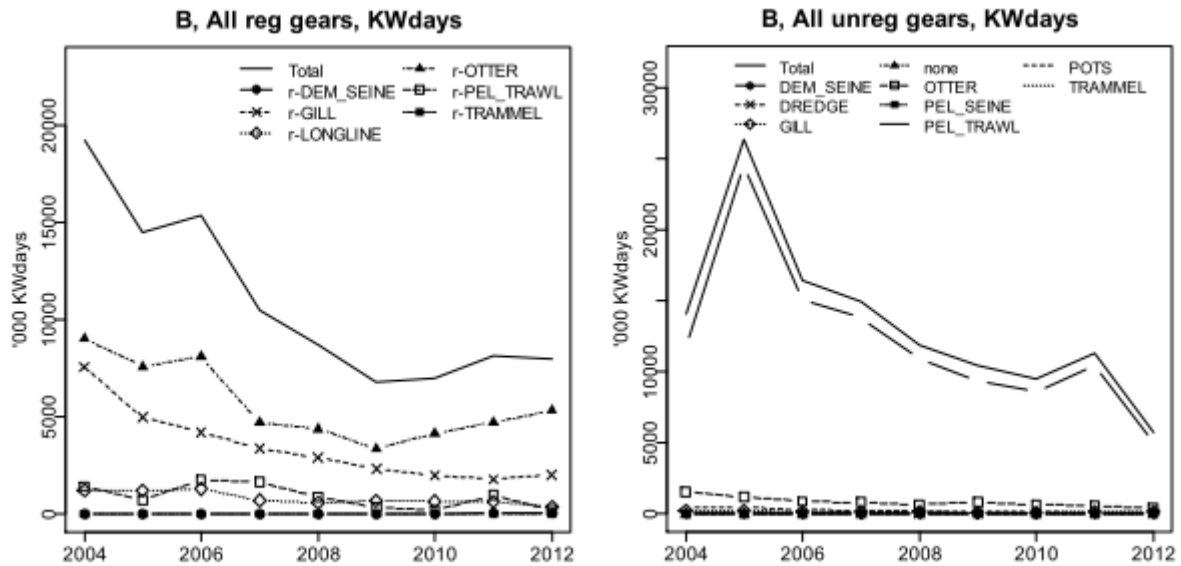 B, All reg gears, KWdays
Total
r-DEM_SEINE
r-GILL
r-LONGLINE
r-OTTER
r-PEL_TRAWL
r-TRAMMEL
'000 KWdays
20000
15000
10000
5000
0
2004 2006 2008 2010 2012
B, All unreg gears, KWdays
Total
DEM_SEINE
DREDGE
GILL
none
OTTER
PEL_SEINE
PEL_TRAWL
POTS
TRAMMEL
'000 KWdays
30000
20000
10000
5000
0
2004 2006 2008 2010 2012